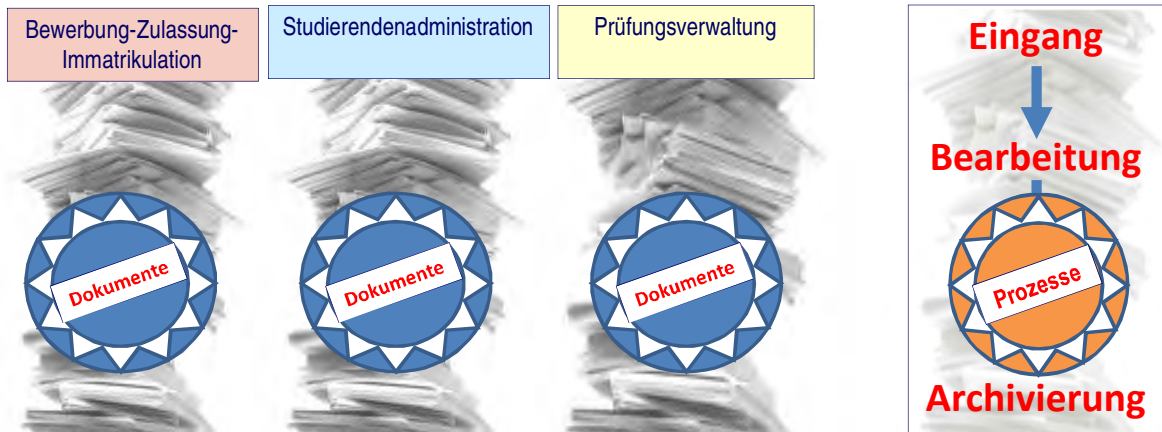 Bewerbung-Zulassung-
Immatrikulation
Studierendenadministration
Prüfungsverwaltung
Dokumente
Dokumente
Dokumente
Eingang
Bearbeitung
Prozesse
Archivierung